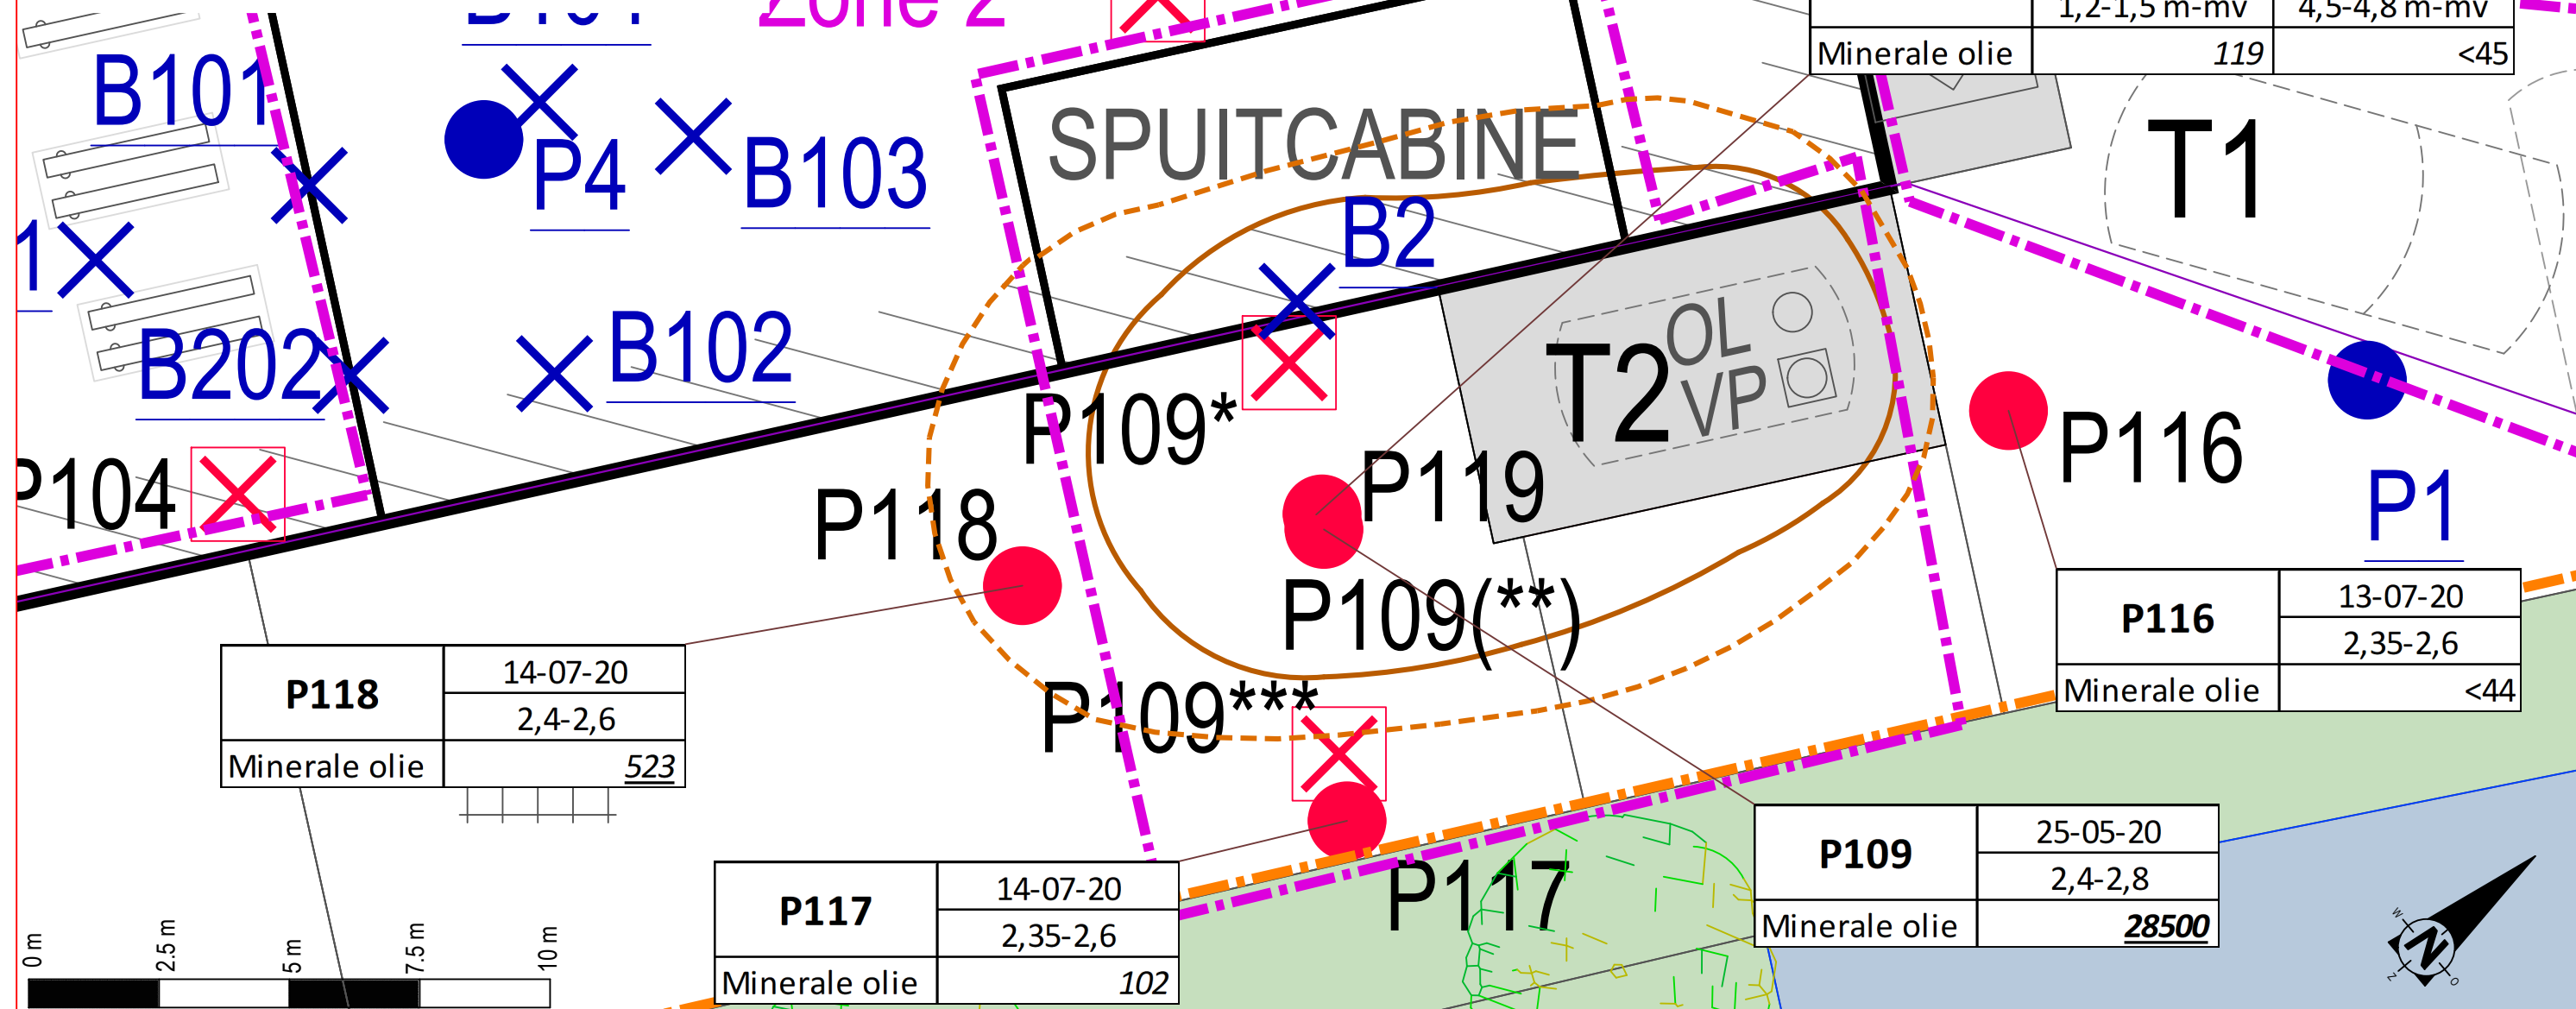 Zone 2
1,2-1,5 m-mv 4,5-4,8 m-mv
Minerale olie 119 <45
B101
P4
B103
SPUITCABINE
T1
B2
1
B202
B102
OL
T2
VP
P109*
P104
P118
P119
P116
P1
P109(**)
P109***
P117
P118 14-07-20
2,4-2,6
Minerale olie 523
P116 13-07-20
2,35-2,6
Minerale olie <44
P117 14-07-20
2,35-2,6
Minerale olie 102
P109 25-05-20
2,4-2,8
Minerale olie 28500
0 m
2.5 m
5 m
7.5 m
10 m
W
N
Z
O